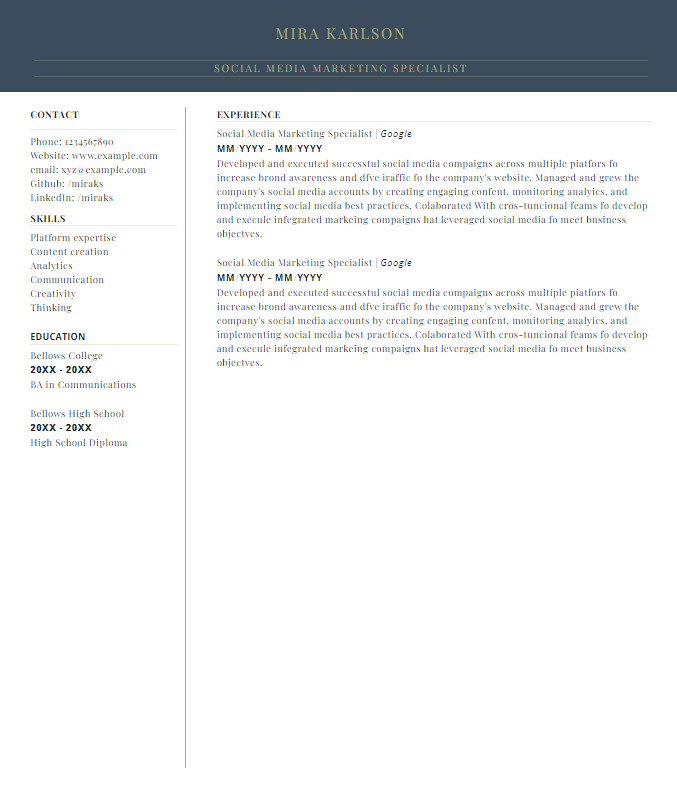 MIRA KARLSON
SOCIAL MEDIA MARKETING SPECIALIST
CONTACT
Phone: 1234567890
Website: www.example.com
email: xyz@example.com
Github: /miraks
LinkedIn: /miraks
SKILLS
Platform expertise
Content creation
Analytics
Communication
Creativity
Thinking
EDUCATION
Bellows College
20XX - 20XX
BA in Communications
Bellows High School
20XX - 20XX
High School Diploma
EXPERIENCE
Social Media Marketing Specialist | Google
MM/YYYY – MM/YYYY
Developed and executed successtul social media compaigns across multiple piatfors fo
increase brond awareness and dfve iraffic fo the company's website. Managed and grew the
company's social media accounts by creating engaging confent. monitoring analyics. and
implementing social media best practices. Colaborated With cros-tuncional feams fo develop
and execule infegrated markeing compaigns hat leveraged social media fo meet business
objectves.
Social Media Marketing Specialist | Google
MM/YYYY – MM/YYYY
Developed and executed successtul social media compaigns across multiple piatfors fo
increase brond awareness and dfve iraffic fo the company's website. Managed and grew the
company's social media accounts by creating engaging confent. monitoring analyics. and
implementing social media best practices. Colaborated With cros-tuncional feams fo develop
and execule infegrated markeing compaigns hat leveraged social media fo meet business
objectves.